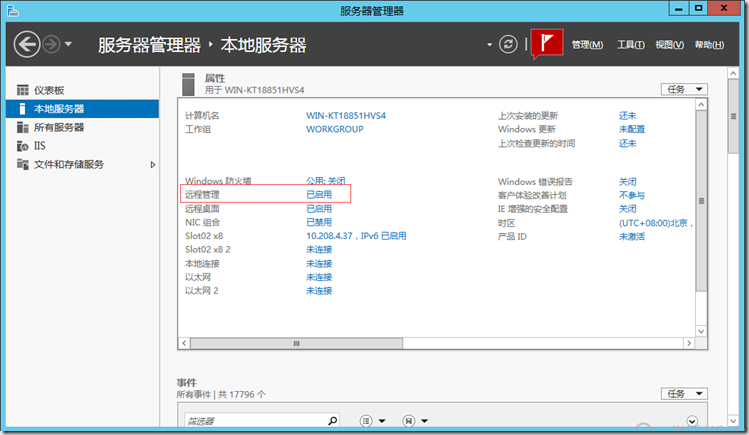 服务器管理器
服务器管理器 ▸ 本地服务器
管理(M) 工具(T) 视图(V) 帮助(H)
仪表板
本地服务器
所有服务器
IIS
文件和存储服务
属性
用于 WIN-KT18851HVS4
任务
计算机名 WIN-KT18851HVS4 上次安装的更新 还未
工作组 WORKGROUP Windows 更新 未配置
上次检查更新的时间 还未
Windows 防火墙 公用: 关闭 Windows 错误报告 关闭
远程管理 已启用 客户体验改善计划 不参与
远程桌面 已启用 IE 增强的安全配置 关闭
NIC 组合 已禁用 时区 (UTC+08:00)北京，
Slot02 x8 10.208.4.37，IPv6 已启用 产品 ID 未激活
Slot02 x8 2 未连接
本地连接 未连接
以太网 未连接
以太网 2 未连接
事件
所有事件 | 共 17796 个
任务
筛选器